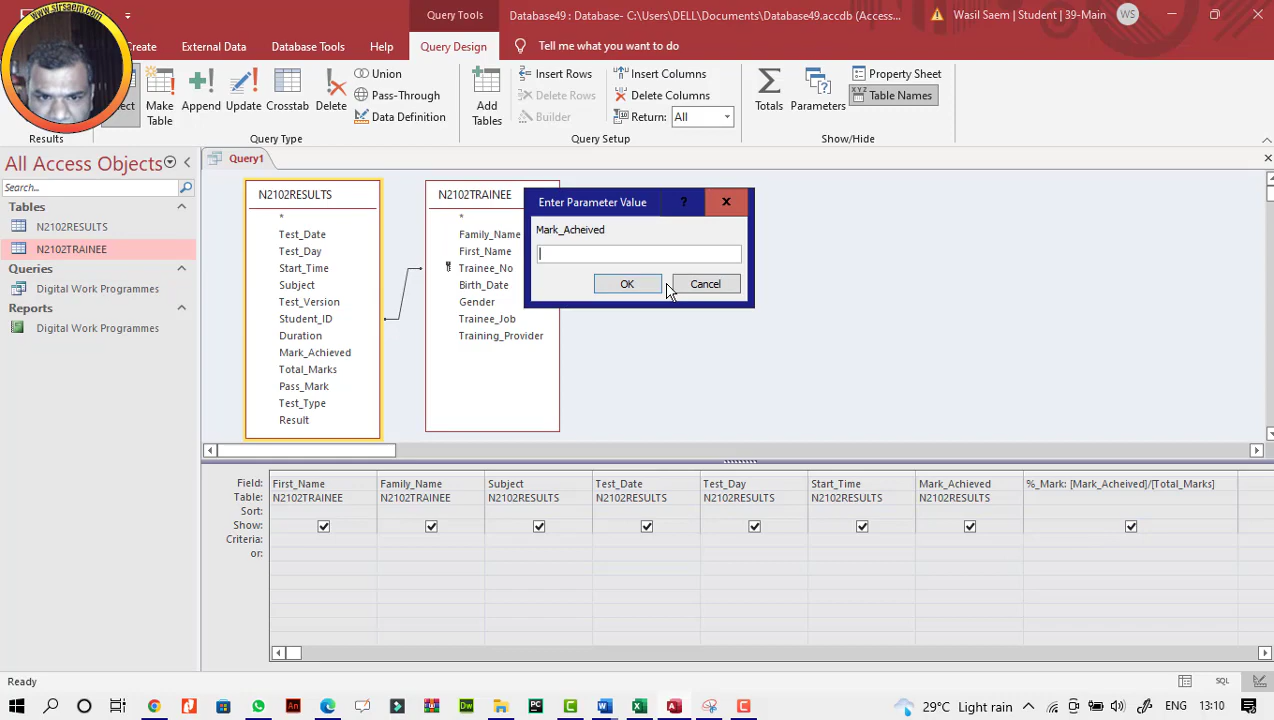 www.sirsaem.com
Query Tools
Database49 : Database- C:\Users\DELL\Documents\Database49.accdb (Access...
Wasil Saem | Student | 39-Main
WS
Create
External Data
Database Tools
Help
Query Design
Tell me what you want to do
Make Table
Append
Update
Crosstab
Delete
Union
Pass-Through
Data Definition
Add Tables
Insert Rows
Delete Rows
Builder
Insert Columns
Delete Columns
Return: All
Totals
Parameters
Property Sheet
XYZ
Table Names
Results
Query Type
Query Setup
Show/Hide
All Access Objects
Search...
Tables
N2102RESULTS
N2102TRAINEE
Queries
Digital Work Programmes
Reports
Digital Work Programmes
Query1
N2102RESULTS
*
Test_Date
Test_Day
Start_Time
Subject
Test_Version
Student_ID
Duration
Mark_Achieved
Total_Marks
Pass_Mark
Test_Type
Result
N2102TRAINEE
*
Family_Name
First_Name
Trainee_No
Birth_Date
Gender
Trainee_Job
Training_Provider
Enter Parameter Value
?
Mark_Acheived
OK
Cancel
Field: First_Name Family_Name Subject Test_Date Test_Day Start_Time Mark_Achieved %_Mark: [Mark_Acheived]/[Total_Marks]
Table: N2102TRAINEE N2102TRAINEE N2102RESULTS N2102RESULTS N2102RESULTS N2102RESULTS N2102RESULTS
Sort:
Show:
Criteria:
or:
Ready
SQL
29°C Light rain
ENG
13:10